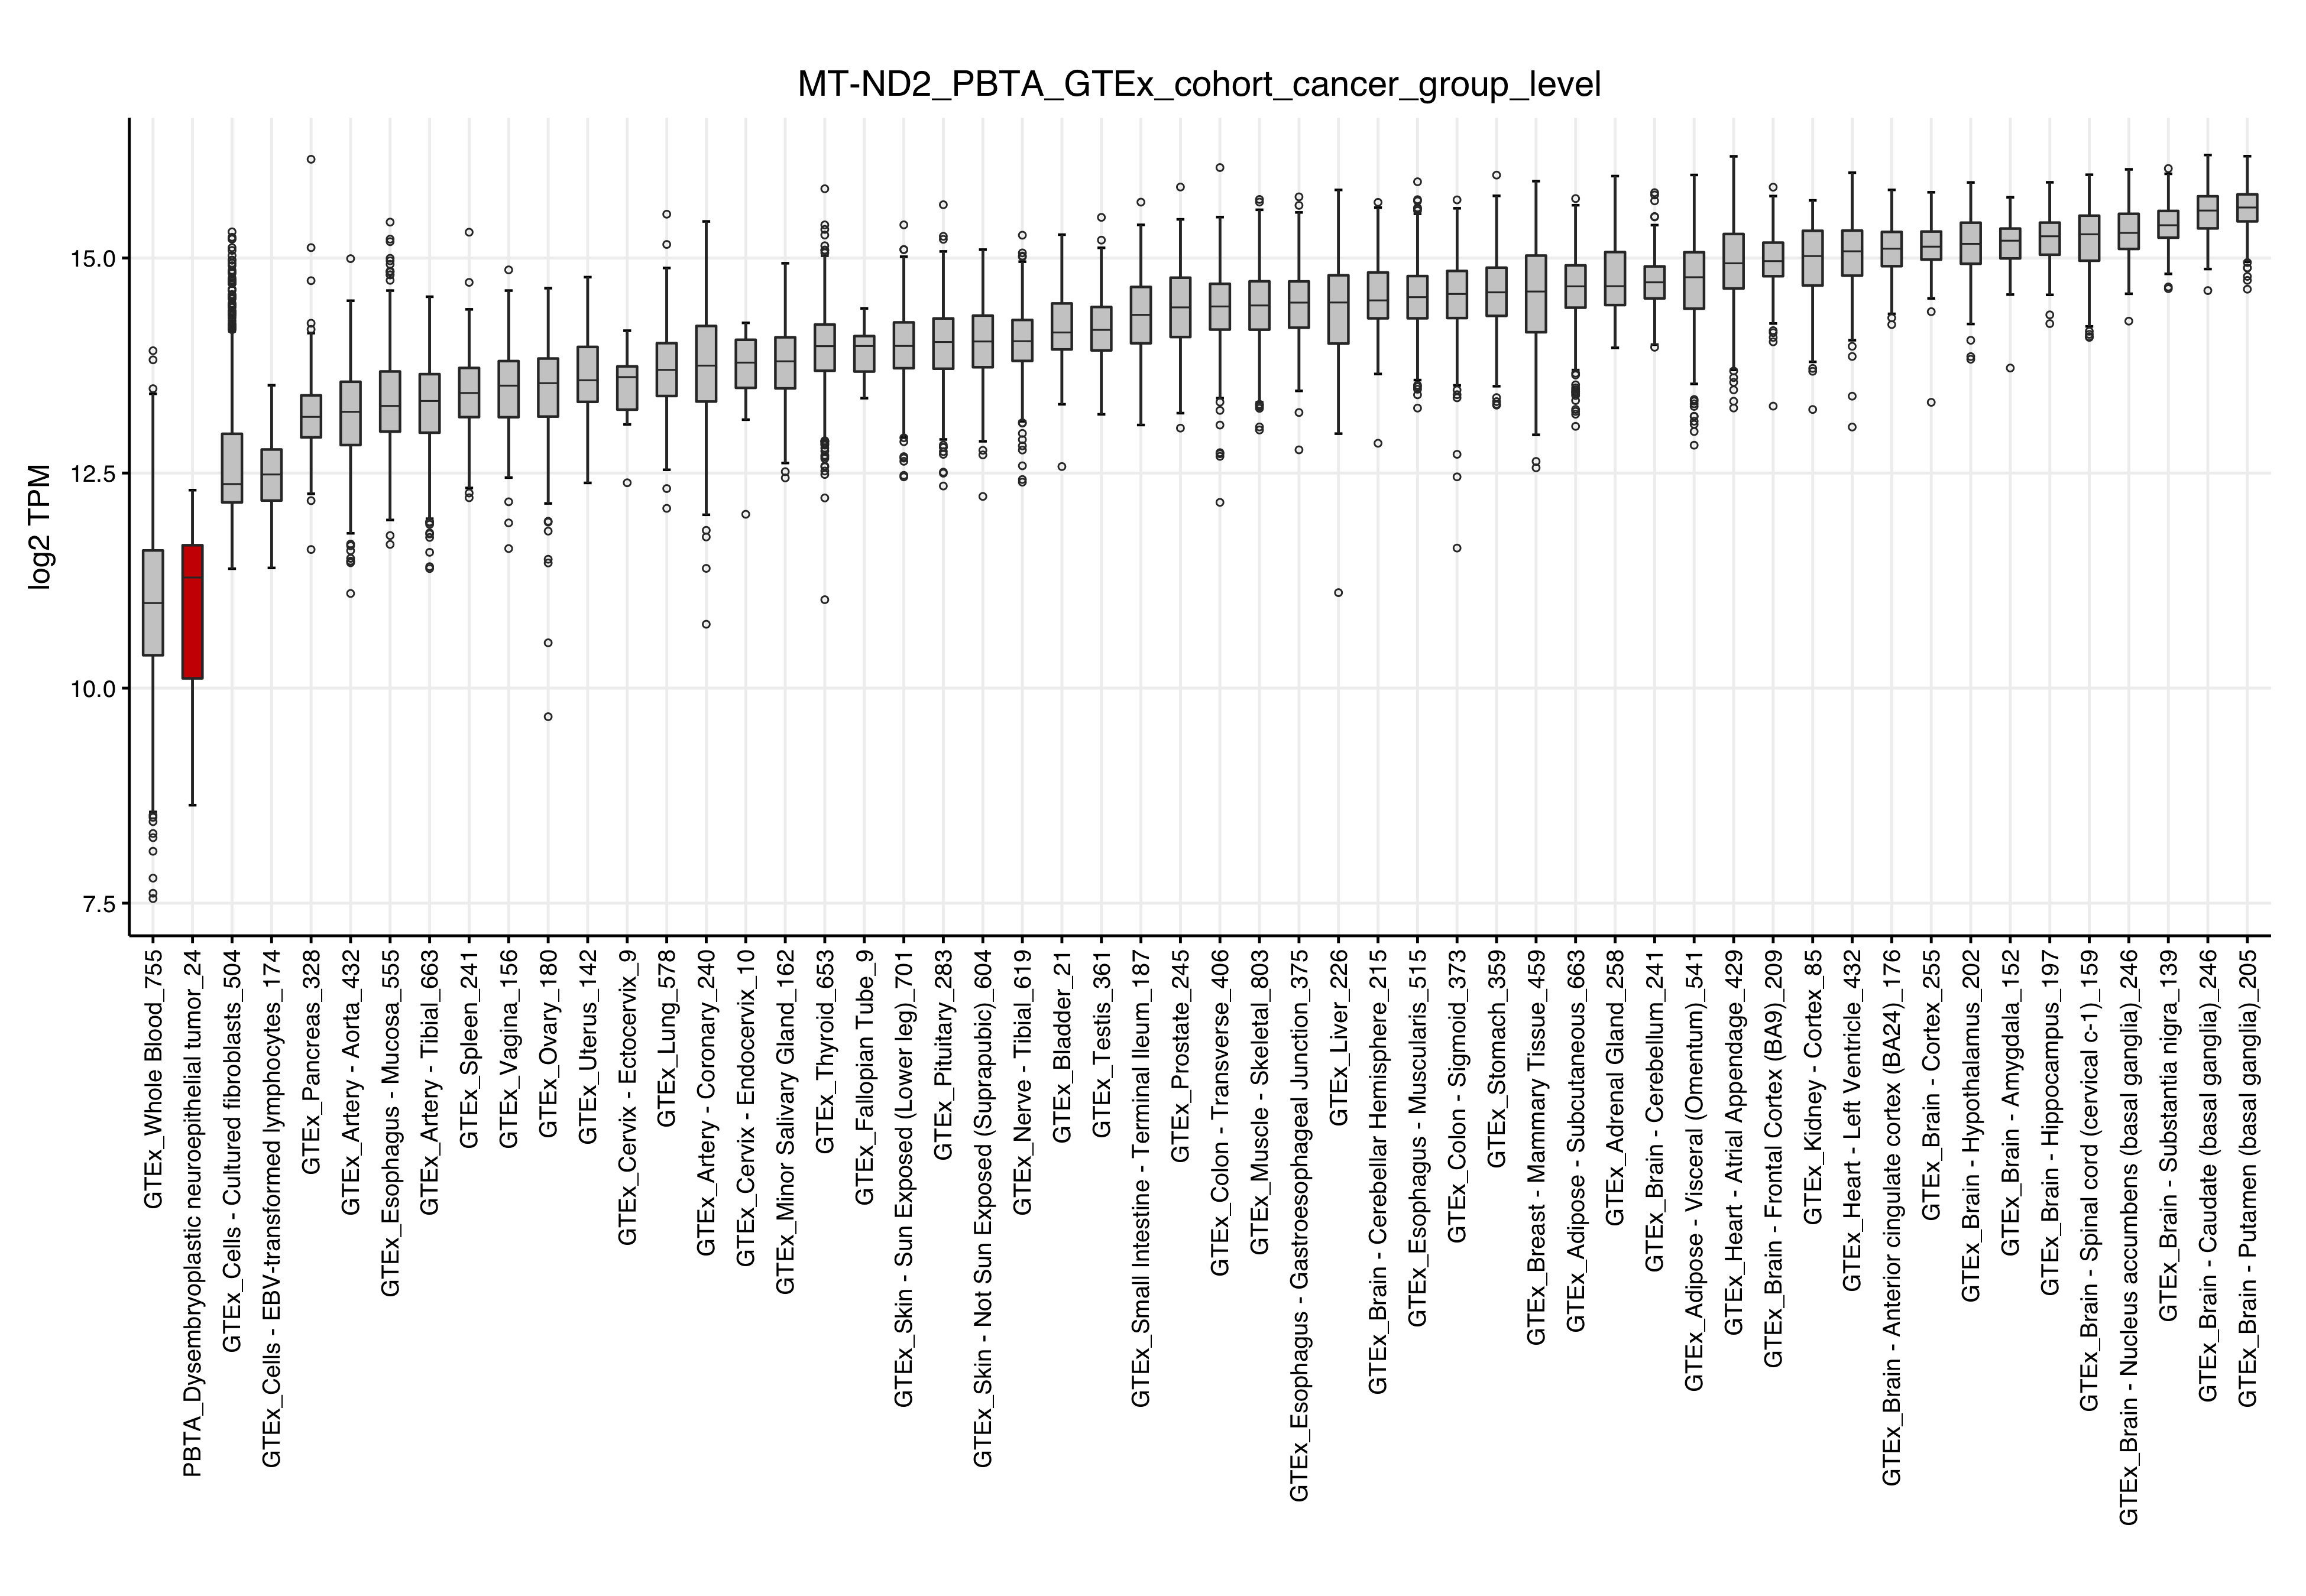 MT-ND2_PBTA_GTEx_cohort_cancer_group_level
log2 TPM
15.0
12.5
10.0
7.5
GTEx_Whole Blood_755
PBTA_Dysembryoplastic neuroepithelial tumor_24
GTEx_Cells - Cultured fibroblasts_504
GTEx_Cells - EBV-transformed lymphocytes_174
GTEx_Pancreas_328
GTEx_Artery - Aorta_432
GTEx_Esophagus - Mucosa_555
GTEx_Artery - Tibial_663
GTEx_Spleen_241
GTEx_Vagina_156
GTEx_Ovary_180
GTEx_Uterus_142
GTEx_Cervix - Ectocervix_9
GTEx_Lung_578
GTEx_Artery - Coronary_240
GTEx_Cervix - Endocervix_10
GTEx_Minor Salivary Gland_162
GTEx_Thyroid_653
GTEx_Fallopian Tube_9
GTEx_Skin - Sun Exposed (Lower leg)_701
GTEx_Pituitary_283
GTEx_Skin - Not Sun Exposed (Suprapubic)_604
GTEx_Nerve - Tibial_619
GTEx_Bladder_21
GTEx_Testis_361
GTEx_Small Intestine - Terminal Ileum_187
GTEx_Prostate_245
GTEx_Colon - Transverse_406
GTEx_Muscle - Skeletal_803
GTEx_Esophagus - Gastroesophageal Junction_375
GTEx_Liver_226
GTEx_Brain - Cerebellar Hemisphere_215
GTEx_Esophagus - Muscularis_515
GTEx_Colon - Sigmoid_373
GTEx_Stomach_359
GTEx_Breast - Mammary Tissue_459
GTEx_Adipose - Subcutaneous_663
GTEx_Adrenal Gland_258
GTEx_Brain - Cerebellum_241
GTEx_Adipose - Visceral (Omentum)_541
GTEx_Heart - Atrial Appendage_429
GTEx_Brain - Frontal Cortex (BA9)_209
GTEx_Kidney - Cortex_85
GTEx_Heart - Left Ventricle_432
GTEx_Brain - Anterior cingulate cortex (BA24)_176
GTEx_Brain - Cortex_255
GTEx_Brain - Hypothalamus_202
GTEx_Brain - Amygdala_152
GTEx_Brain - Hippocampus_197
GTEx_Brain - Spinal cord (cervical c-1)_159
GTEx_Brain - Nucleus accumbens (basal ganglia)_246
GTEx_Brain - Substantia nigra_139
GTEx_Brain - Caudate (basal ganglia)_246
GTEx_Brain - Putamen (basal ganglia)_205